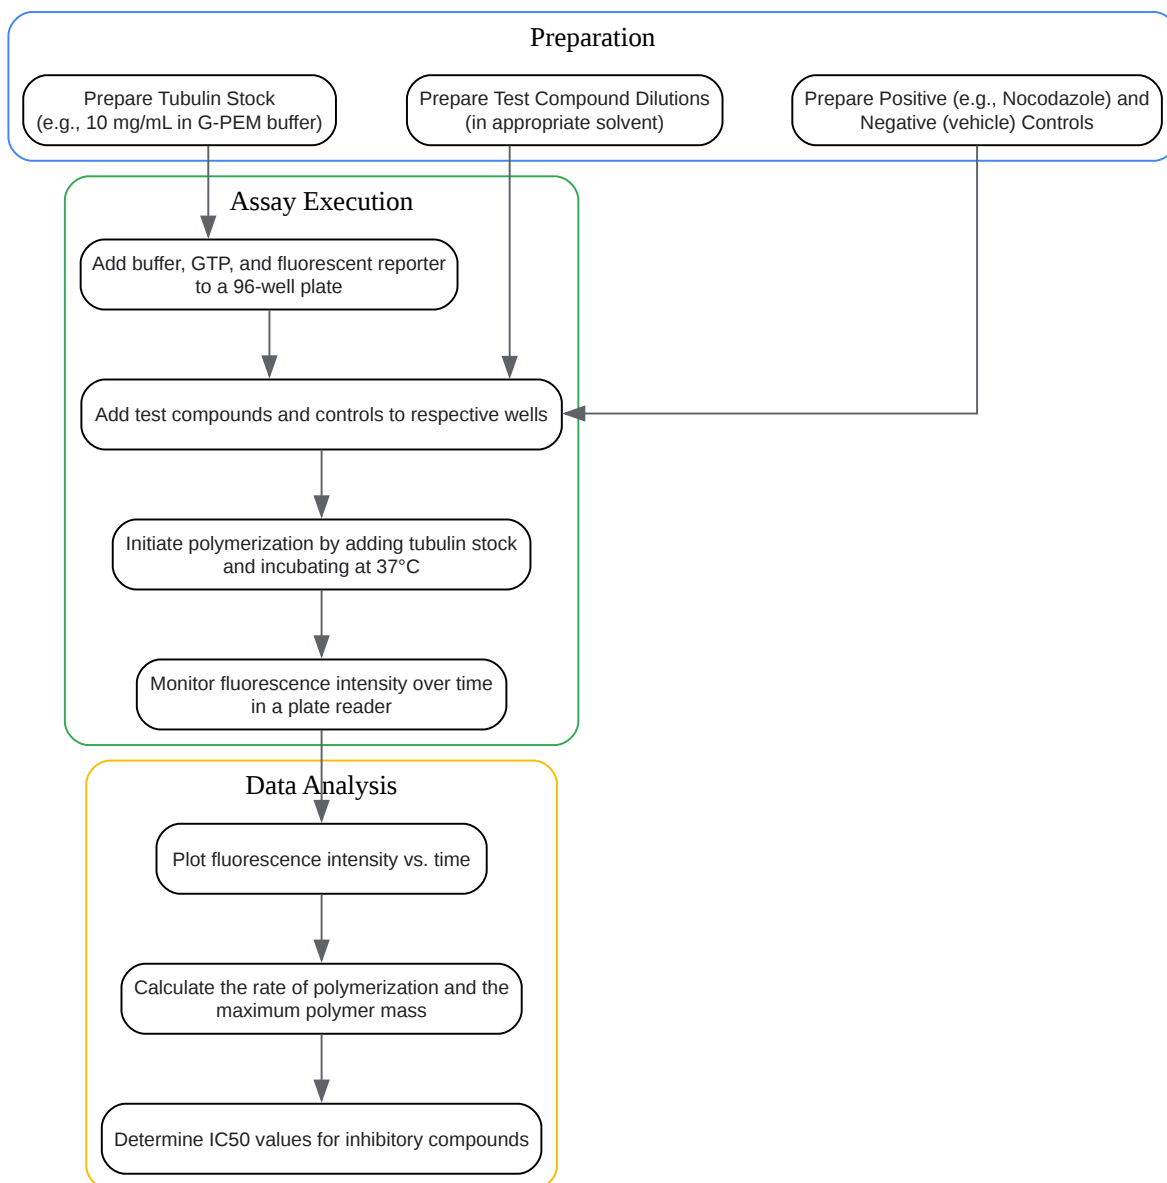 Preparation
Prepare Tubulin Stock
(e.g., 10 mg/mL in G-PEM buffer)
Prepare Test Compound Dilutions
(in appropriate solvent)
Prepare Positive (e.g., Nocodazole) and
Negative (vehicle) Controls
Assay Execution
Add buffer, GTP, and fluorescent reporter
to a 96-well plate
Add test compounds and controls to respective wells
Initiate polymerization by adding tubulin stock
and incubating at 37°C
Monitor fluorescence intensity over time
in a plate reader
Data Analysis
Plot fluorescence intensity vs. time
Calculate the rate of polymerization and the
maximum polymer mass
Determine IC50 values for inhibitory compounds